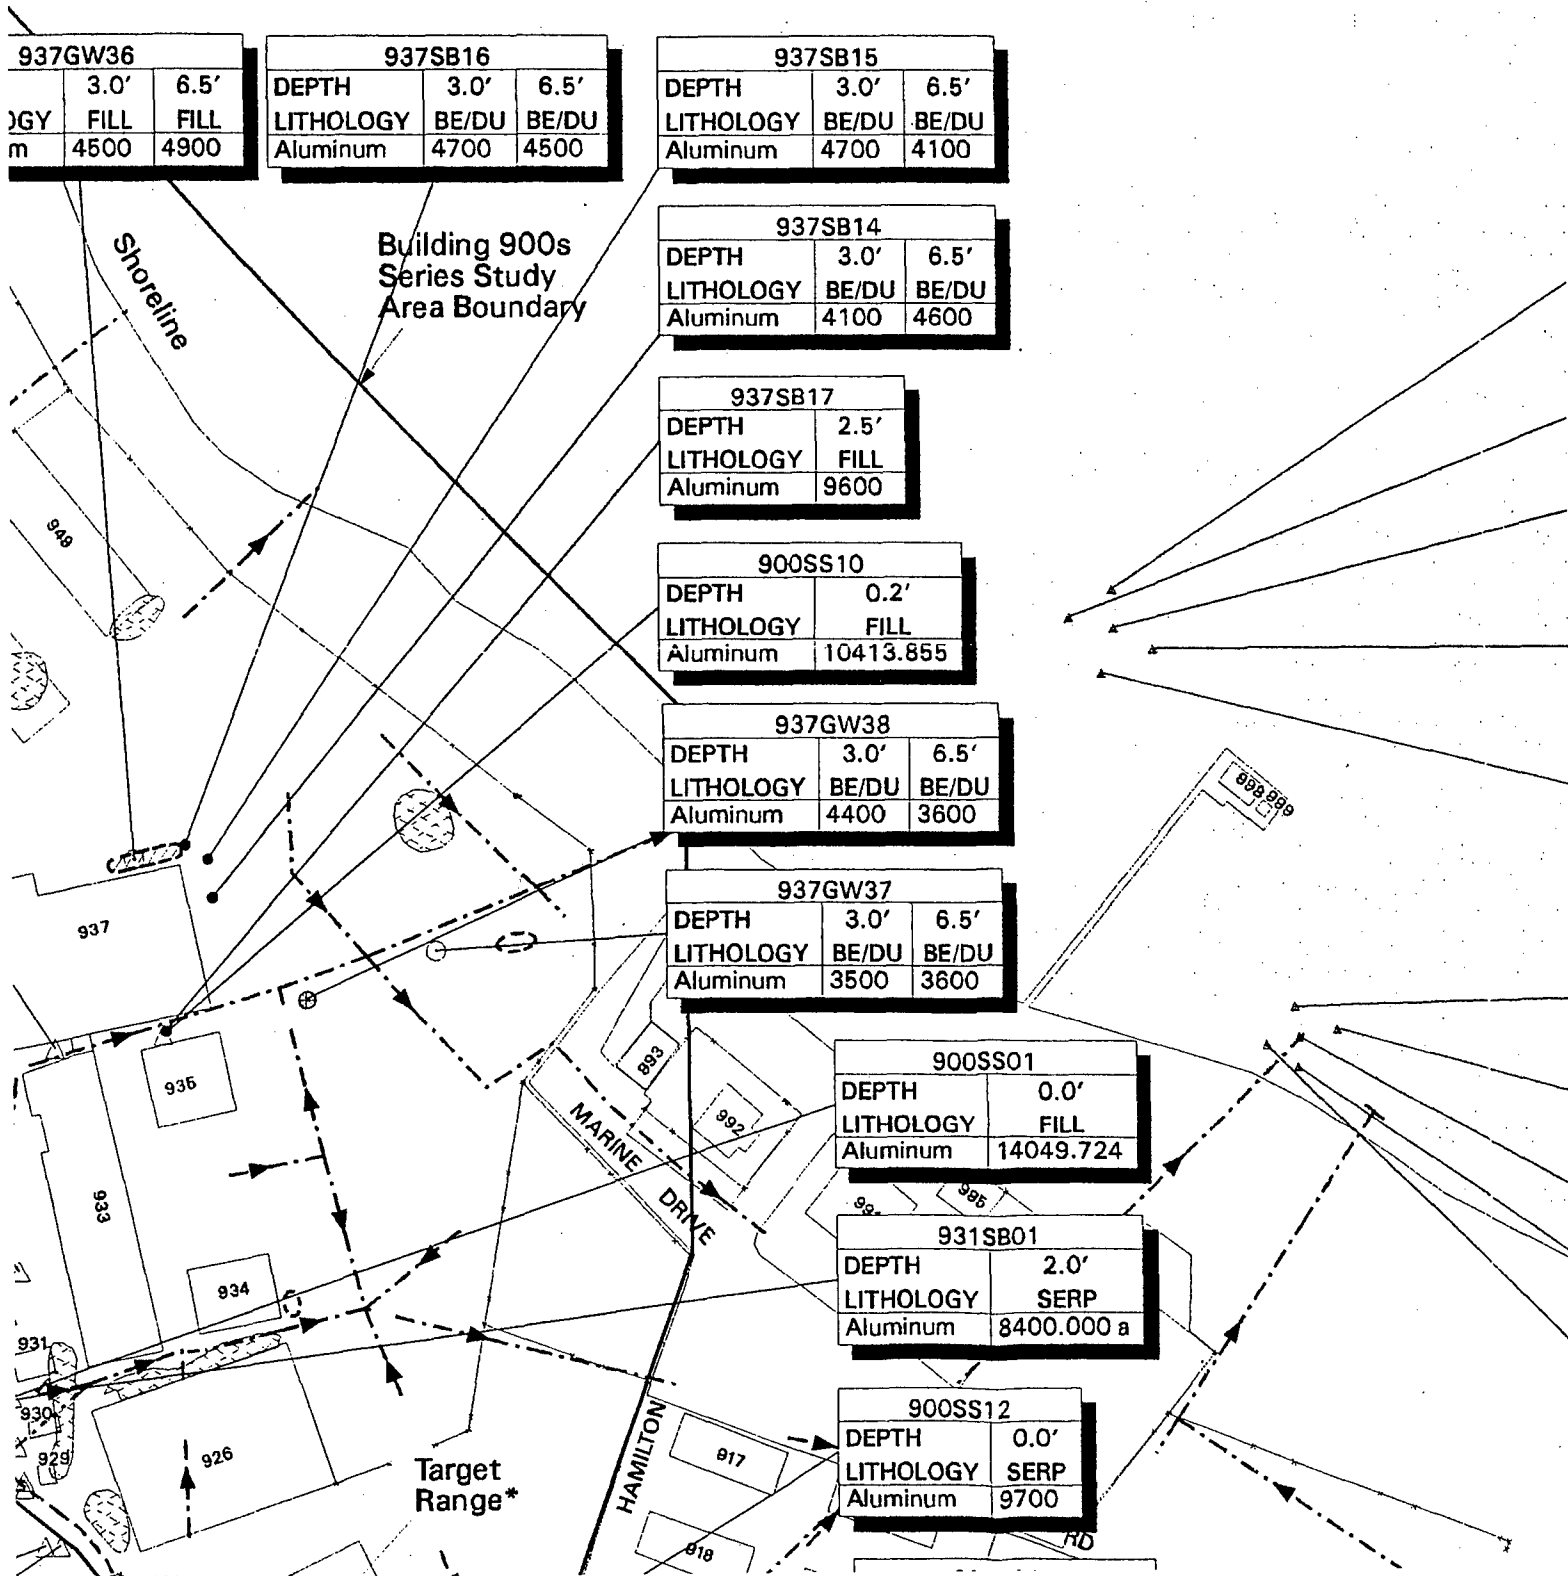 937GW36
3.0' 6.5'
OGY FILL FILL
m 4500 4900
937SB16
DEPTH 3.0' 6.5'
LITHOLOGY BE/DU BE/DU
Aluminum 4700 4500
937SB15
DEPTH 3.0' 6.5'
LITHOLOGY BE/DU BE/DU
Aluminum 4700 4100
Shoreline
Building 900s
Series Study
Area Boundary
937SB14
DEPTH 3.0' 6.5'
LITHOLOGY BE/DU BE/DU
Aluminum 4100 4600
937SB17
DEPTH 2.5'
LITHOLOGY FILL
Aluminum 9600
949
900SS10
DEPTH 0.2'
LITHOLOGY FILL
Aluminum 10413.855
937GW38
DEPTH 3.0' 6.5'
LITHOLOGY BE/DU BE/DU
Aluminum 4400 3600
998 999
937GW37
DEPTH 3.0' 6.5'
LITHOLOGY BE/DU BE/DU
Aluminum 3500 3600
937
935
993
992
MARINE DRIVE
900SS01
DEPTH 0.0'
LITHOLOGY FILL
Aluminum 14049.724
933
985
931SB01
DEPTH 2.0'
LITHOLOGY SERP
Aluminum 8400.000 a
934
931
930
929
926
900SS12
DEPTH 0.0'
LITHOLOGY SERP
Aluminum 9700
Target
Range*
HAMILTON
917
918
RD